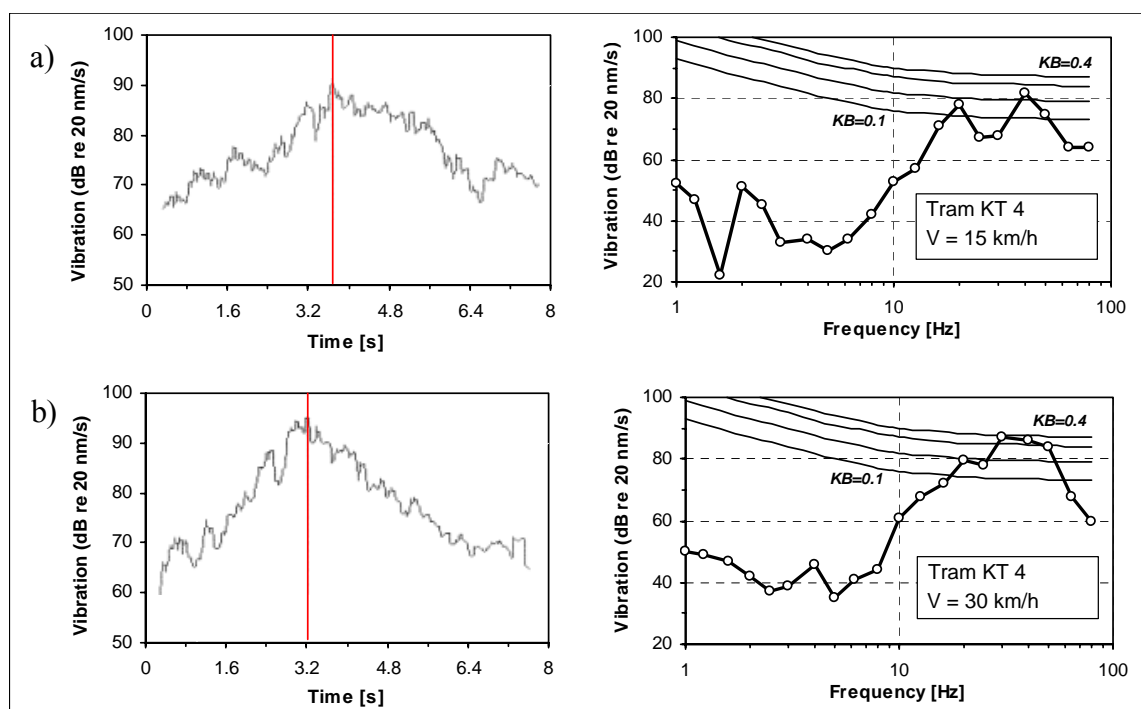 a)
Vibration (dB re 20 nm/s)
100
90
80
70
60
50
0
1.6
3.2
4.8
6.4
8
Time [s]
Vibration (dB re 20 nm/s)
100
80
60
40
20
KB=0.4
KB=0.1
Tram KT 4
V = 15 km/h
1
10
100
Frequency [Hz]
b)
Vibration (dB re 20 nm/s)
100
90
80
70
60
50
0
1.6
3.2
4.8
6.4
8
Time [s]
Vibration (dB re 20 nm/s)
100
80
60
40
20
KB=0.4
KB=0.1
Tram KT 4
V = 30 km/h
1
10
100
Frequency [Hz]